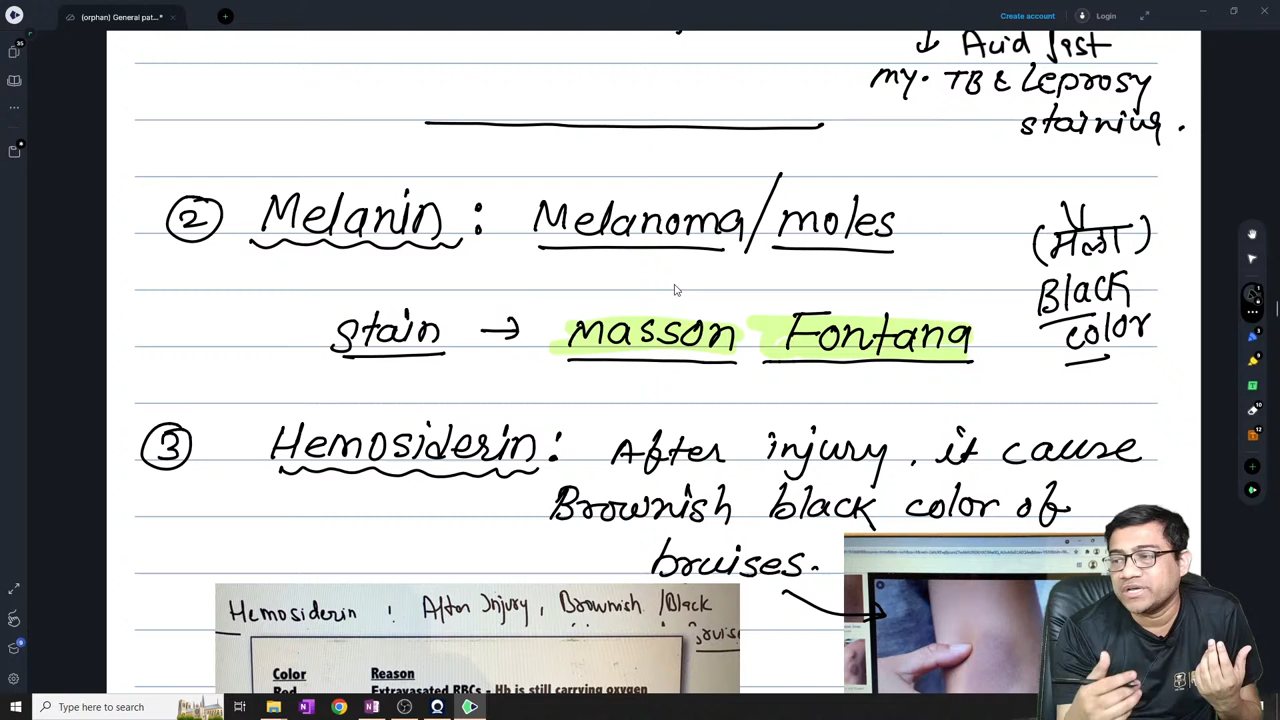 (orphan) General pat...*
Create account
Login
↓ Acid fast
my. TB & Leprosy
staining.
② Melanin : Melanoma/moles
Black
color
stain → masson Fontana
③ Hemosiderin : After injury, it cause
Brownish black color of
bruises.
Hemosiderin : After Injury, Brownish /Black
Bruise
Color Reason
Red Extravasated RBCs - Hb is still carrying oxygen
Type here to search